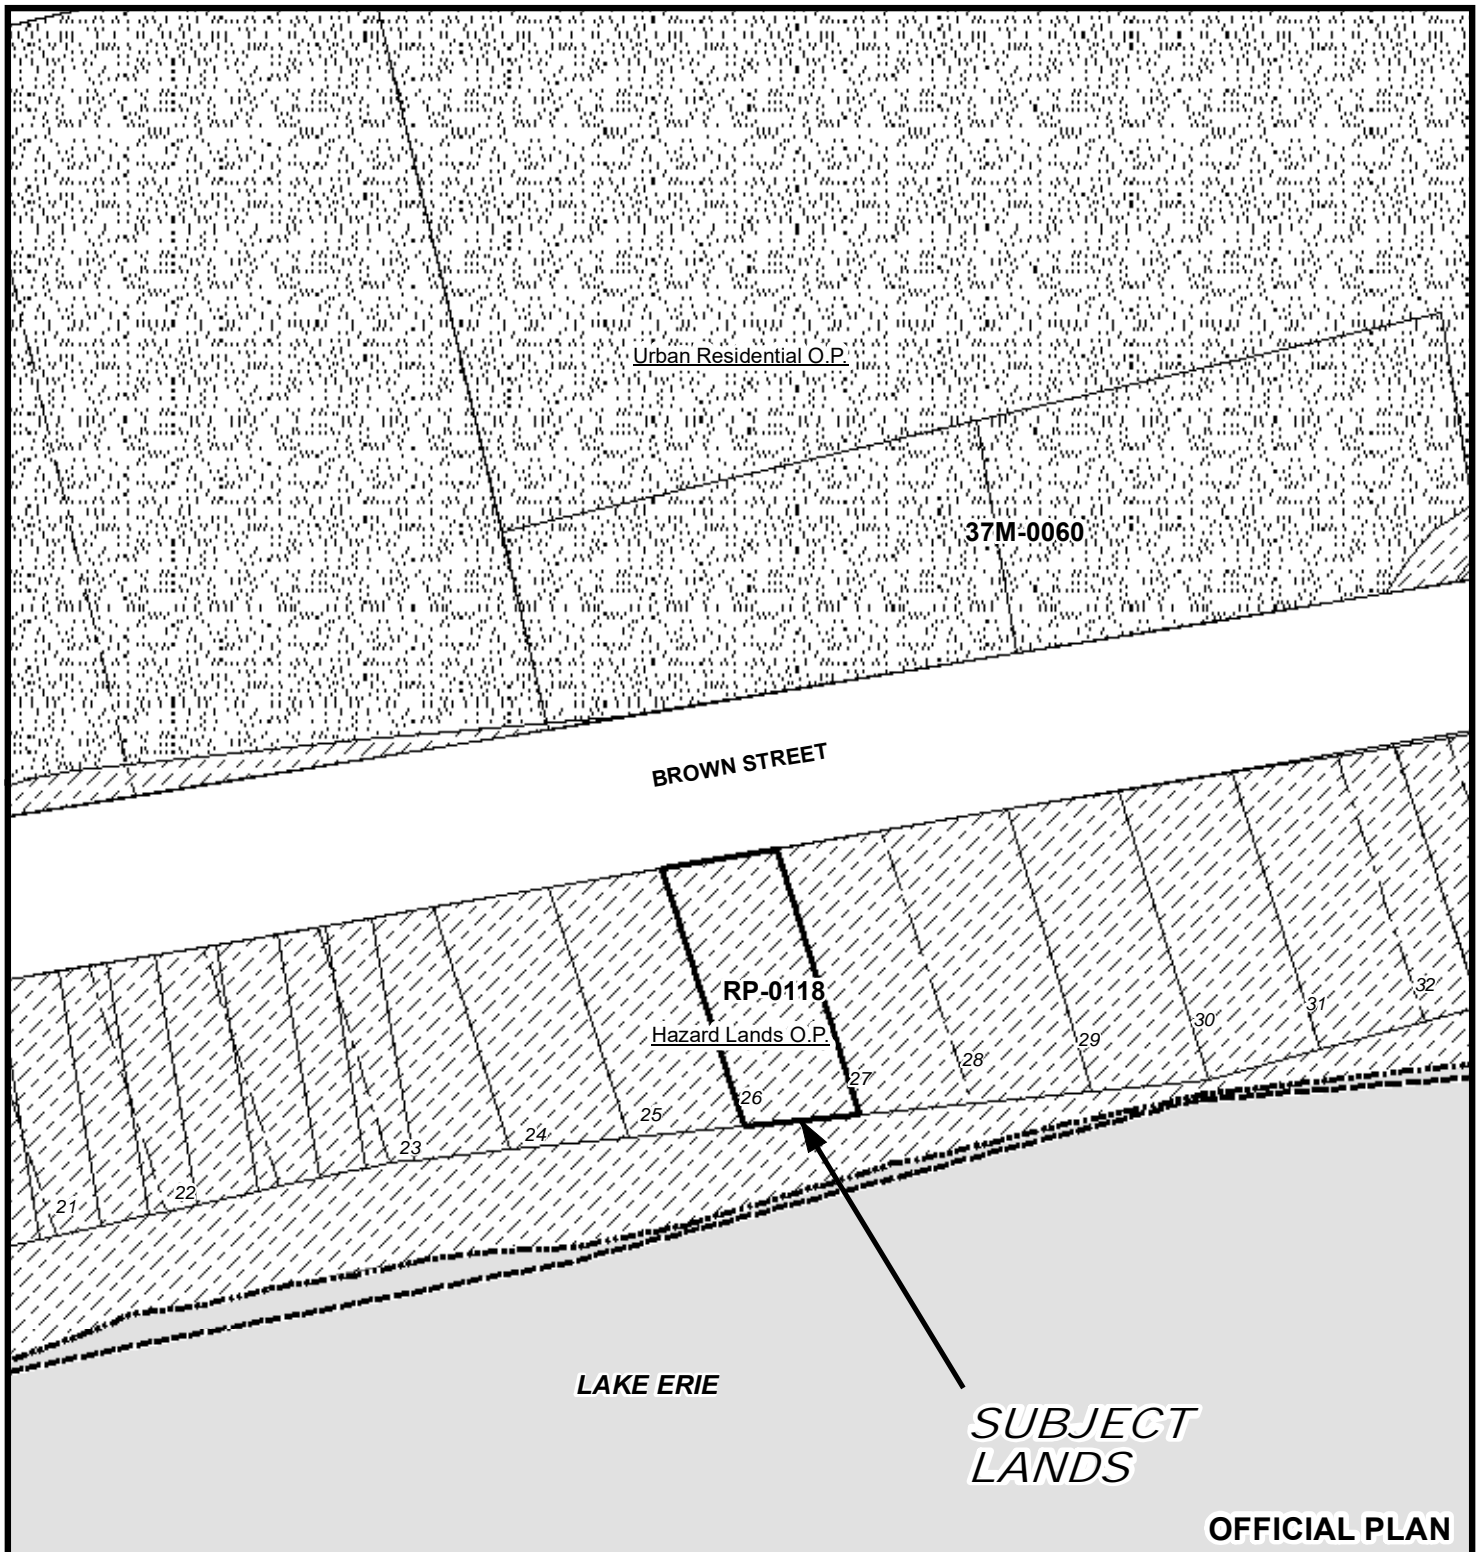 Urban Residential O.P.
37M-0060
BROWN STREET
RP-0118
Hazard Lands O.P.
21
22
23
24
25
26
27
28
29
30
31
32
LAKE ERIE
SUBJECT
LANDS
OFFICIAL PLAN